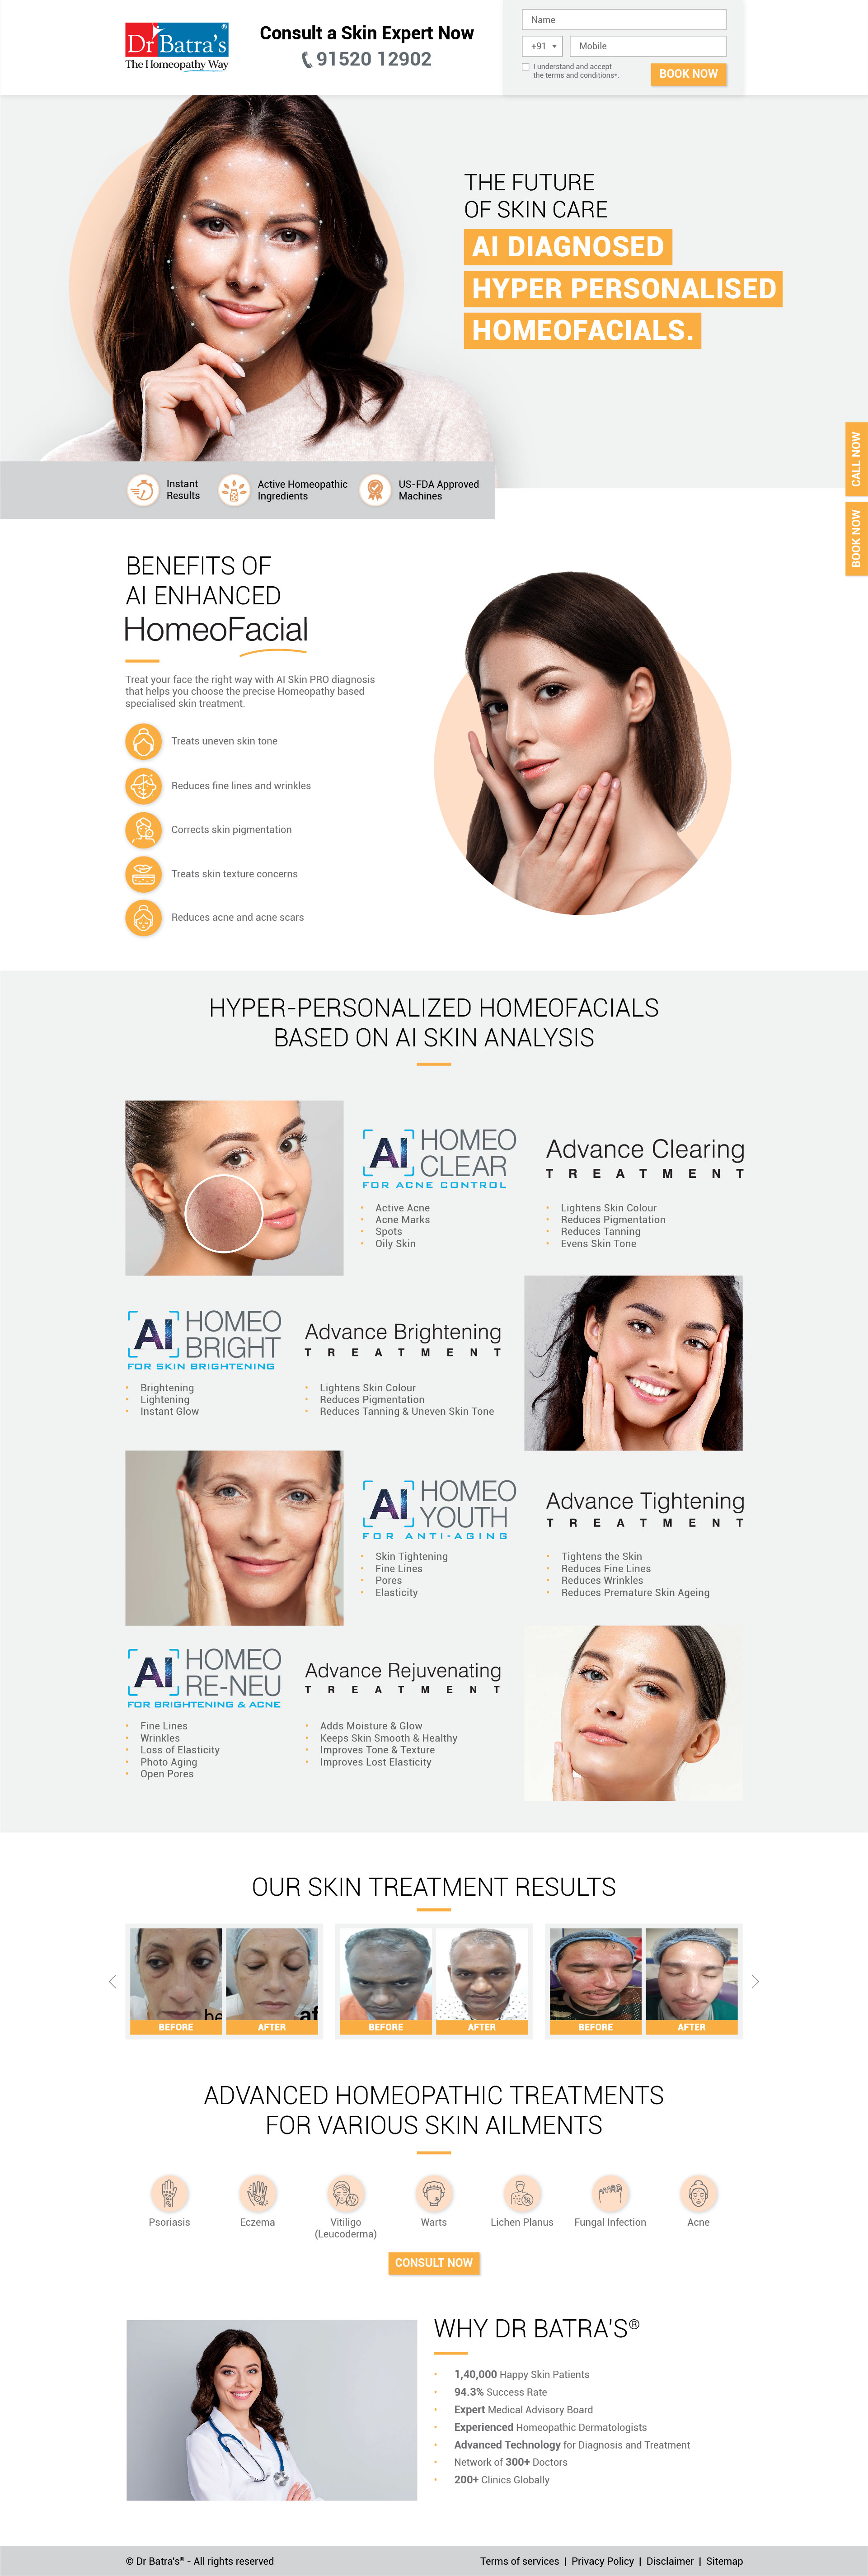 Dr Batra's®
The Homeopathy Way
Consult a Skin Expert Now
91520 12902
Name
+91
Mobile
I understand and accept
the terms and conditions*.
BOOK NOW
THE FUTURE
OF SKIN CARE
AI DIAGNOSED
HYPER PERSONALISED
HOMEOFACIALS.
CALL NOW
BOOK NOW
Instant
Results
Active Homeopathic
Ingredients
US-FDA Approved
Machines
BENEFITS OF
AI ENHANCED
HomeoFacial
Treat your face the right way with AI Skin PRO diagnosis
that helps you choose the precise Homeopathy based
specialised skin treatment.
Treats uneven skin tone
Reduces fine lines and wrinkles
Corrects skin pigmentation
Treats skin texture concerns
Reduces acne and acne scars
HYPER-PERSONALIZED HOMEOFACIALS
BASED ON AI SKIN ANALYSIS
AI HOMEO
CLEAR
FOR ACNE CONTROL
• Active Acne
• Acne Marks
• Spots
• Oily Skin
Advance Clearing
TREATMENT
• Lightens Skin Colour
• Reduces Pigmentation
• Reduces Tanning
• Evens Skin Tone
AI HOMEO
BRIGHT
FOR SKIN BRIGHTENING
• Brightening
• Lightening
• Instant Glow
Advance Brightening
TREATMENT
• Lightens Skin Colour
• Reduces Pigmentation
• Reduces Tanning & Uneven Skin Tone
AI HOMEO
YOUTH
FOR ANTI-AGING
• Skin Tightening
• Fine Lines
• Pores
• Elasticity
Advance Tightening
TREATMENT
• Tightens the Skin
• Reduces Fine Lines
• Reduces Wrinkles
• Reduces Premature Skin Ageing
AI HOMEO
RE-NEU
FOR BRIGHTENING & ACNE
• Fine Lines
• Wrinkles
• Loss of Elasticity
• Photo Aging
• Open Pores
Advance Rejuvenating
TREATMENT
• Adds Moisture & Glow
• Keeps Skin Smooth & Healthy
• Improves Tone & Texture
• Improves Lost Elasticity
OUR SKIN TREATMENT RESULTS
be
af
BEFORE
AFTER
BEFORE
AFTER
BEFORE
AFTER
ADVANCED HOMEOPATHIC TREATMENTS
FOR VARIOUS SKIN AILMENTS
Psoriasis
Eczema
Vitiligo
(Leucoderma)
Warts
Lichen Planus
Fungal Infection
Acne
CONSULT NOW
WHY DR BATRA'S®
• 1,40,000 Happy Skin Patients
• 94.3% Success Rate
• Expert Medical Advisory Board
• Experienced Homeopathic Dermatologists
• Advanced Technology for Diagnosis and Treatment
• Network of 300+ Doctors
• 200+ Clinics Globally
© Dr Batra's® - All rights reserved
Terms of services | Privacy Policy | Disclaimer | Sitemap